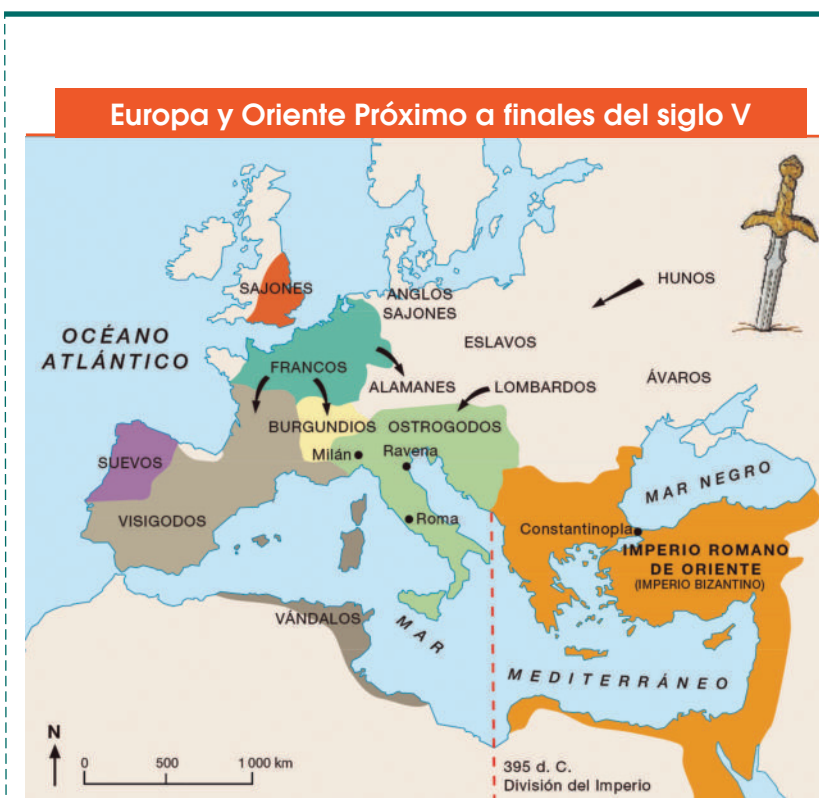 Europa y Oriente Próximo a finales del siglo V
HUNOS
SAJONES
ANGLOS
SAJONES
OCÉANO
ATLÁNTICO
ESLAVOS
FRANCOS
ALAMANES
LOMBARDOS
ÁVAROS
BURGUNDIOS
OSTROGODOS
Milán
Ravena
SUEVOS
MAR NEGRO
VISIGODOS
Roma
Constantinopla
IMPERIO ROMANO
DE ORIENTE
(IMPERIO BIZANTINO)
VÁNDALOS
MAR
MEDITERRÁNEO
N
0 500 1 000 km
395 d. C.
División del Imperio